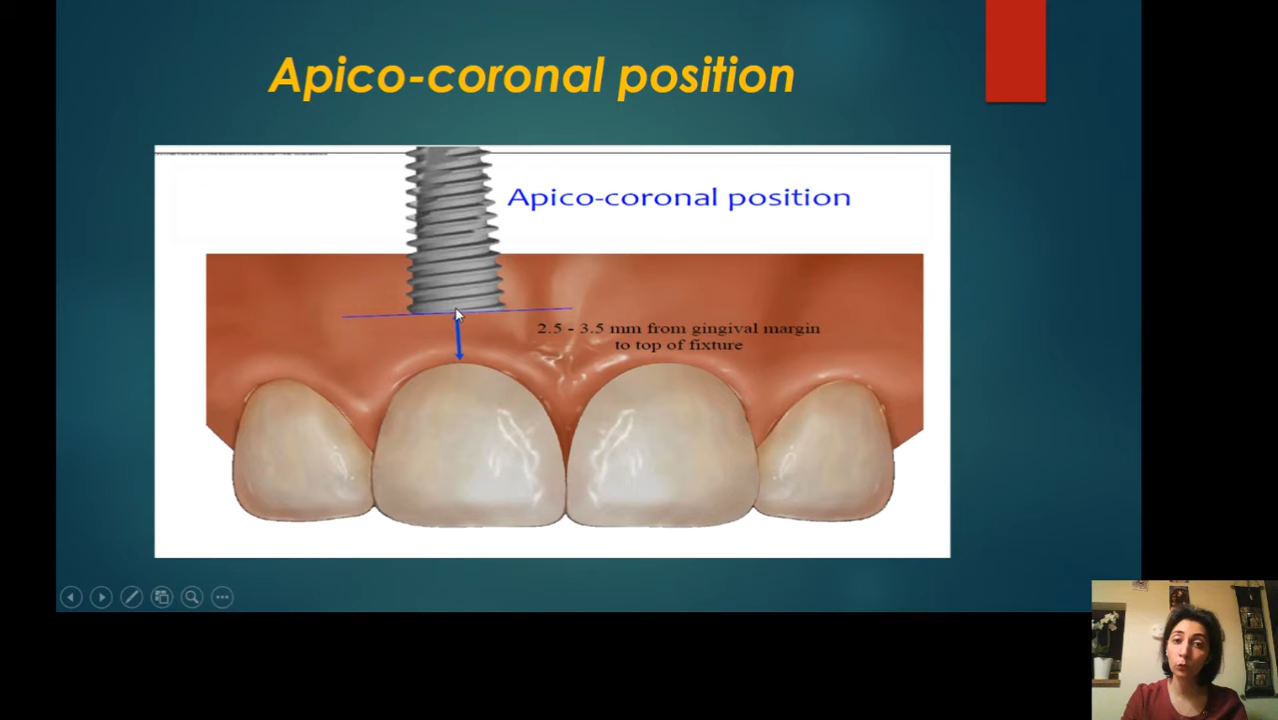 Apico-coronal position
Apico-coronal position
2.5 - 3.5 mm from gingival margin
to top of fixture